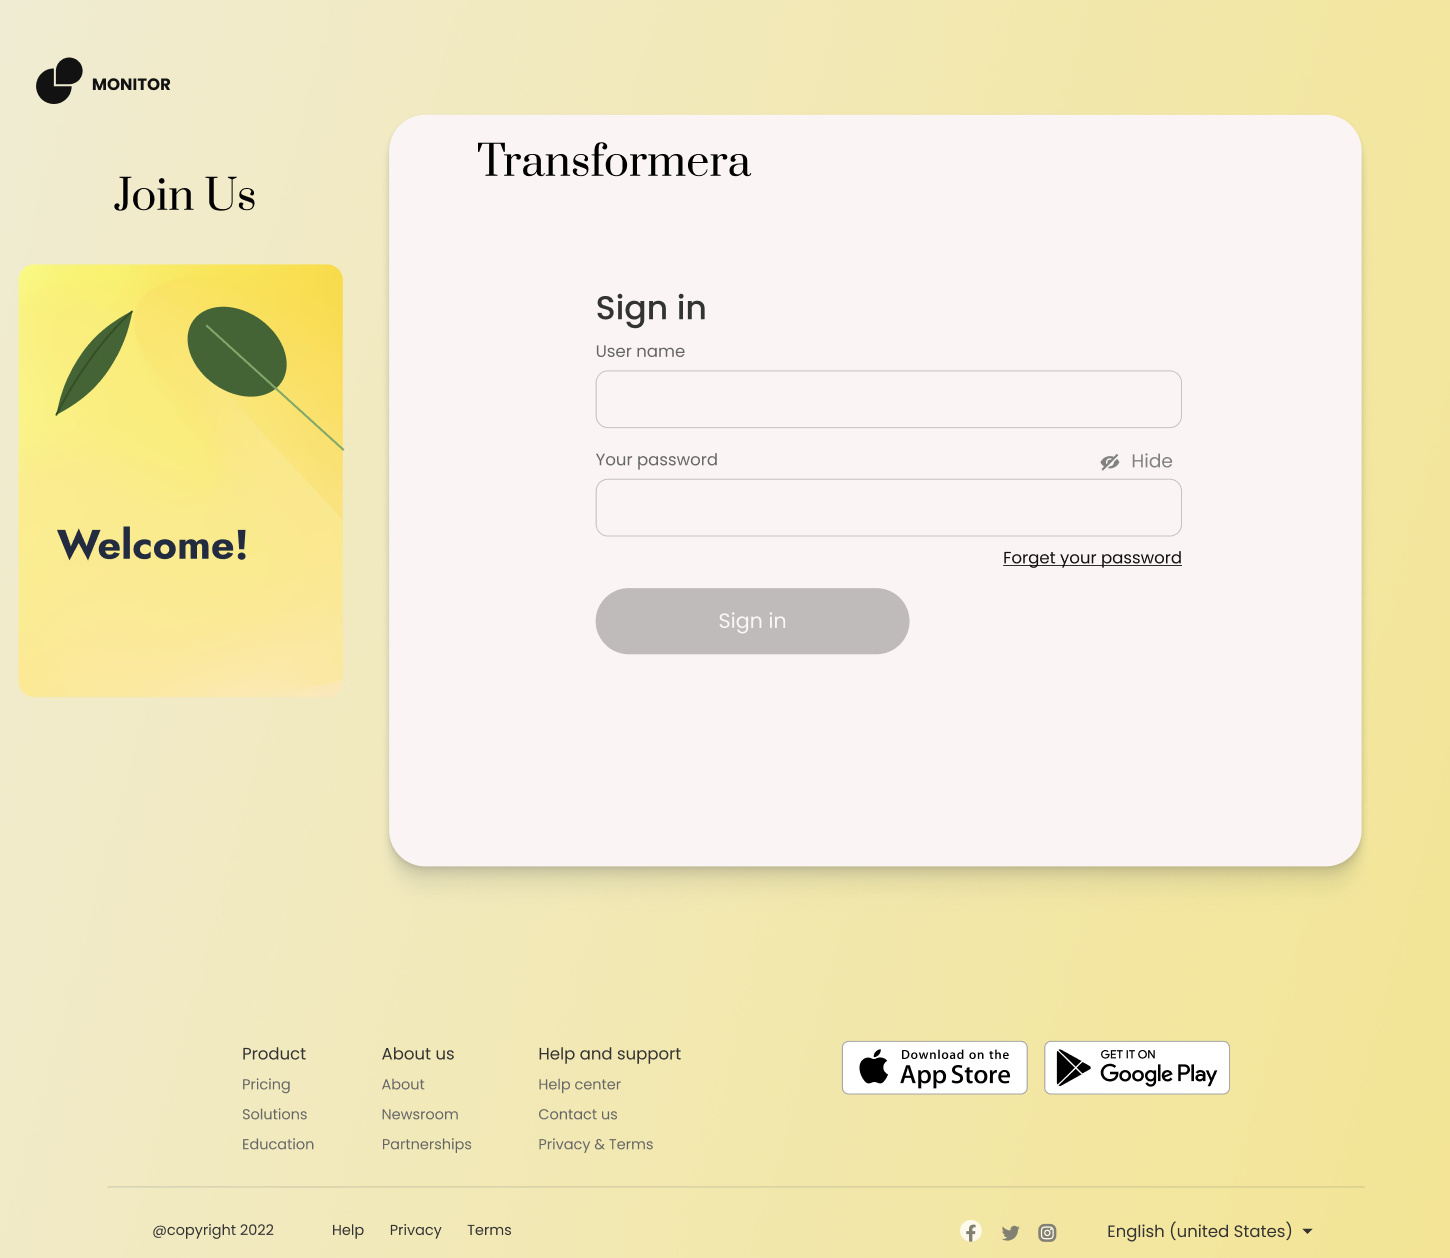 MONITOR
Join Us
Welcome!
Transformera
Sign in
User name
Your password
Hide
Forget your password
Sign in
Product
Pricing
Solutions
Education
About us
About
Newsroom
Partnerships
Help and support
Help center
Contact us
Privacy & Terms
Download on the
App Store
GET IT ON
Google Play
@copyright 2022
Help
Privacy
Terms
English (united States)